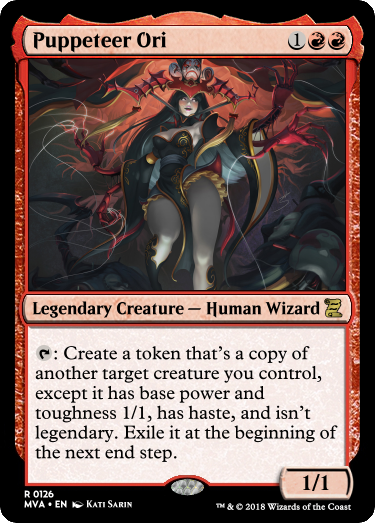 Puppeteer Ori 1
Legendary Creature — Human Wizard
: Create a token that's a copy of
another target creature you control,
except it has base power and
toughness 1/1, has haste, and isn't
legendary. Exile it at the beginning of
the next end step.
1/1
R 0126
MVA • EN Kati Sarin
™ & © 2018 Wizards of the Coast